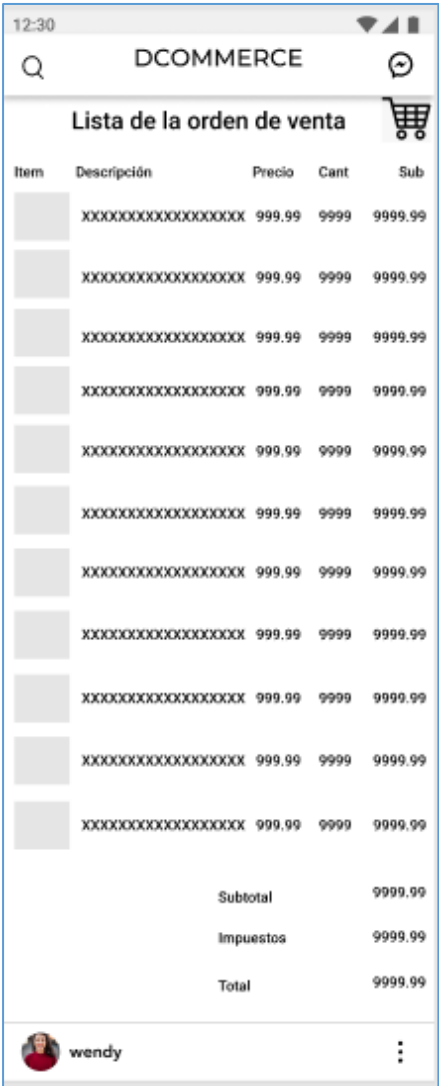 12:30
DCOMMERCE
Lista de la orden de venta
Item Descripción Precio Cant Sub
XXXXXXXXXXXXXXXXXX 999.99 9999 9999.99
XXXXXXXXXXXXXXXXXX 999.99 9999 9999.99
XXXXXXXXXXXXXXXXXX 999.99 9999 9999.99
XXXXXXXXXXXXXXXXXX 999.99 9999 9999.99
XXXXXXXXXXXXXXXXXX 999.99 9999 9999.99
XXXXXXXXXXXXXXXXXX 999.99 9999 9999.99
XXXXXXXXXXXXXXXXXX 999.99 9999 9999.99
XXXXXXXXXXXXXXXXXX 999.99 9999 9999.99
XXXXXXXXXXXXXXXXXX 999.99 9999 9999.99
XXXXXXXXXXXXXXXXXX 999.99 9999 9999.99
XXXXXXXXXXXXXXXXXX 999.99 9999 9999.99
Subtotal 9999.99
Impuestos 9999.99
Total 9999.99
wendy